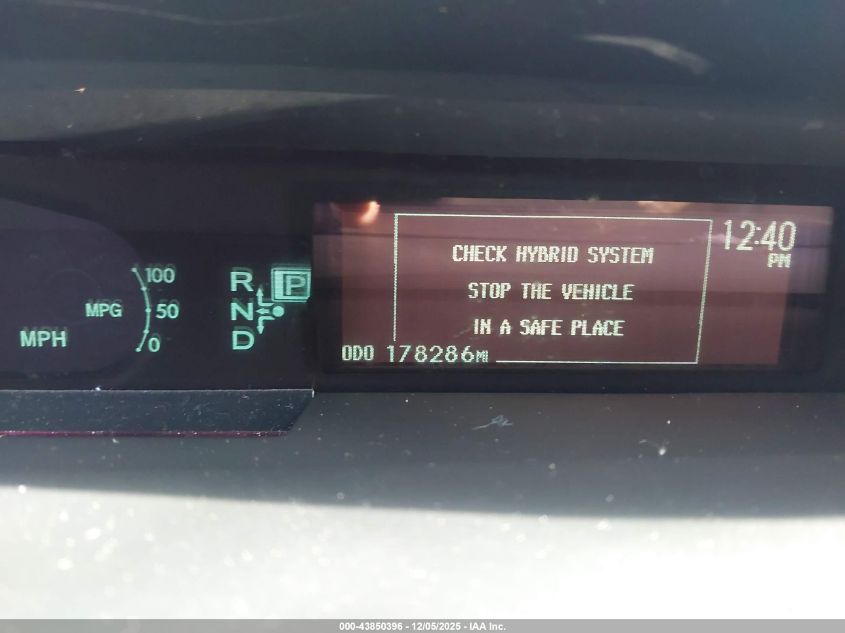 12:40
PM
CHECK HYBRID SYSTEM
STOP THE VEHICLE
IN A SAFE PLACE
ODO 178286MI
MPH
MPG
100
50
0
R
P
N
D
000-43850396 - 12/05/2025 - IAA Inc.